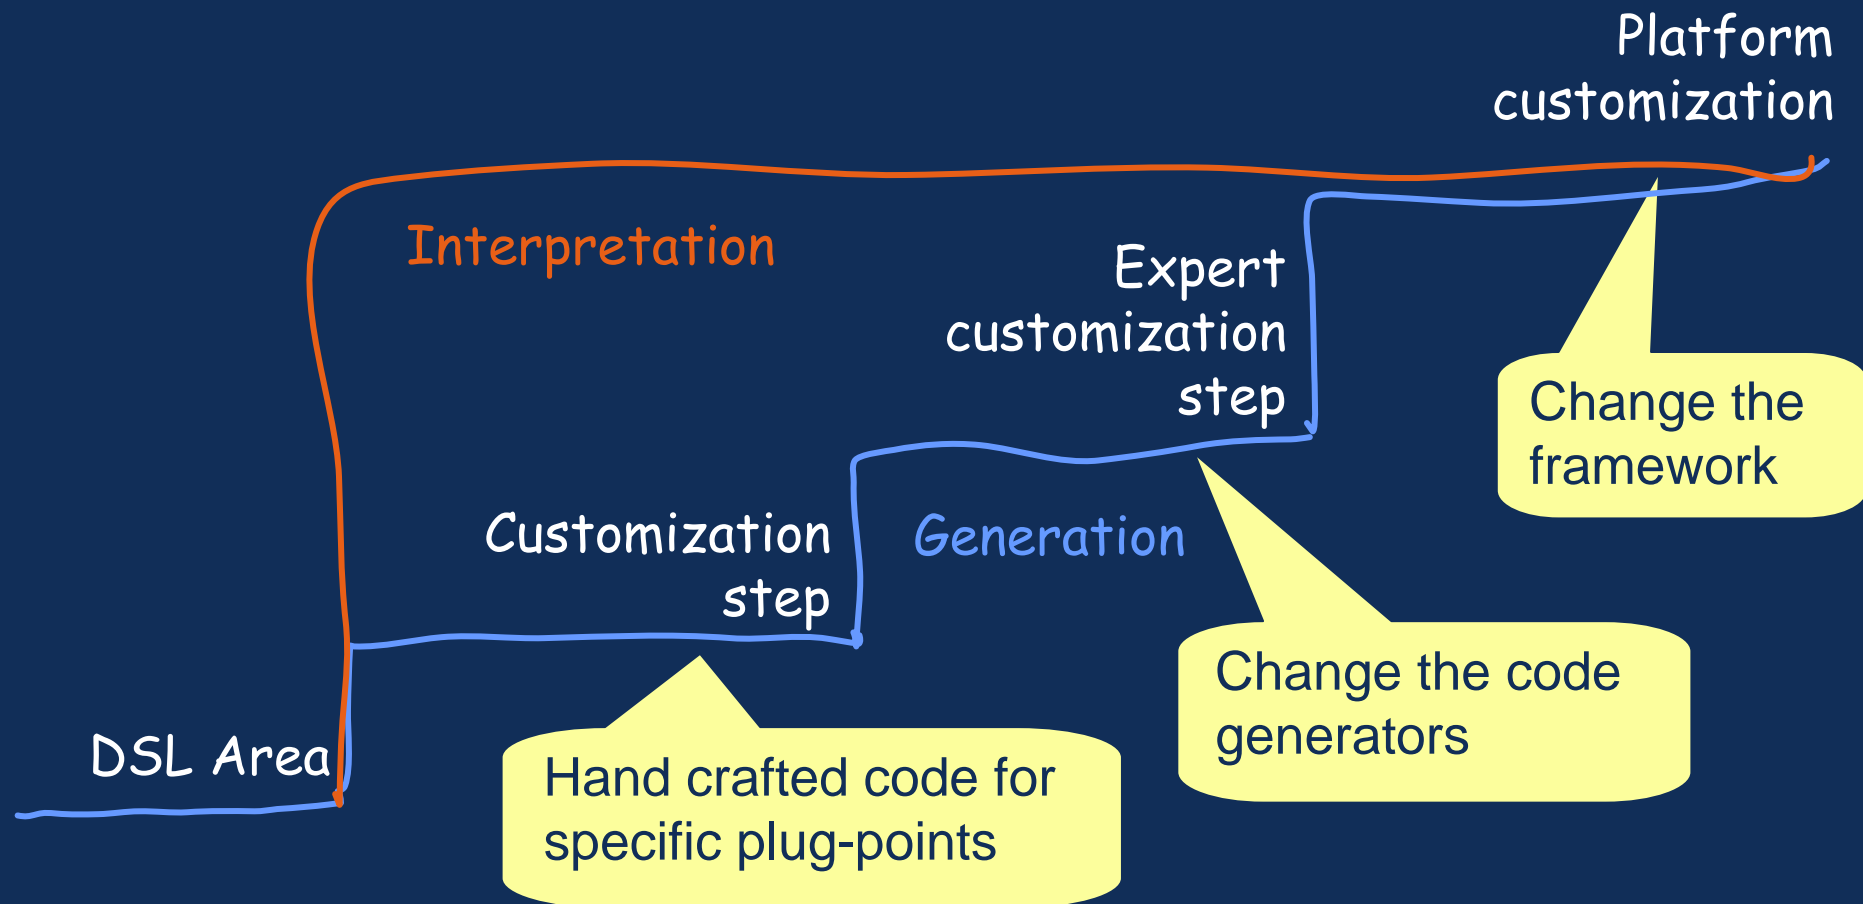 Platform
customization
Interpretation
Expert
customization
step
Change the
framework
Customization
step
Generation
Change the code
generators
DSL Area
Hand crafted code for
specific plug-points